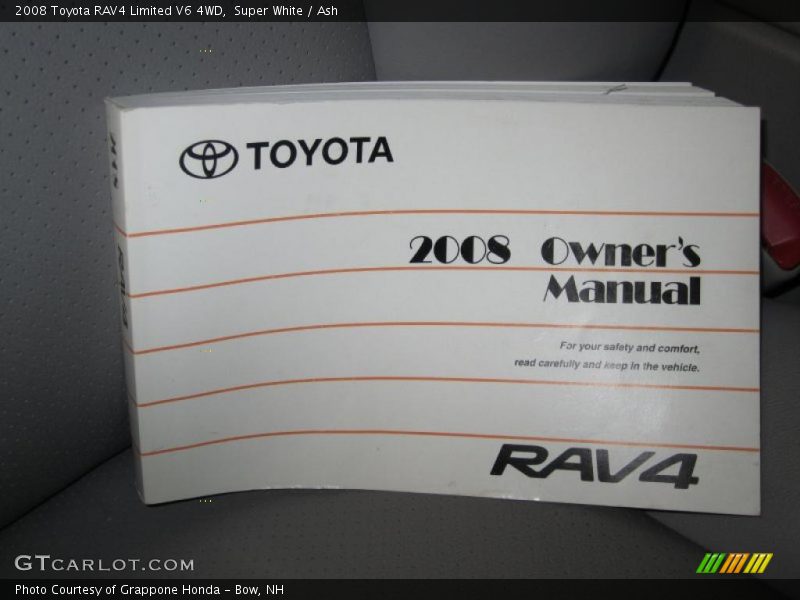 2008 Toyota RAV4 Limited V6 4WD,  Super White / Ash
TOYOTA
2008 Owner's
Manual
For your safety and comfort,
read carefully and keep in the vehicle.
RAV4
GTCARLOT.COM
Photo Courtesy of Grappone Honda - Bow, NH